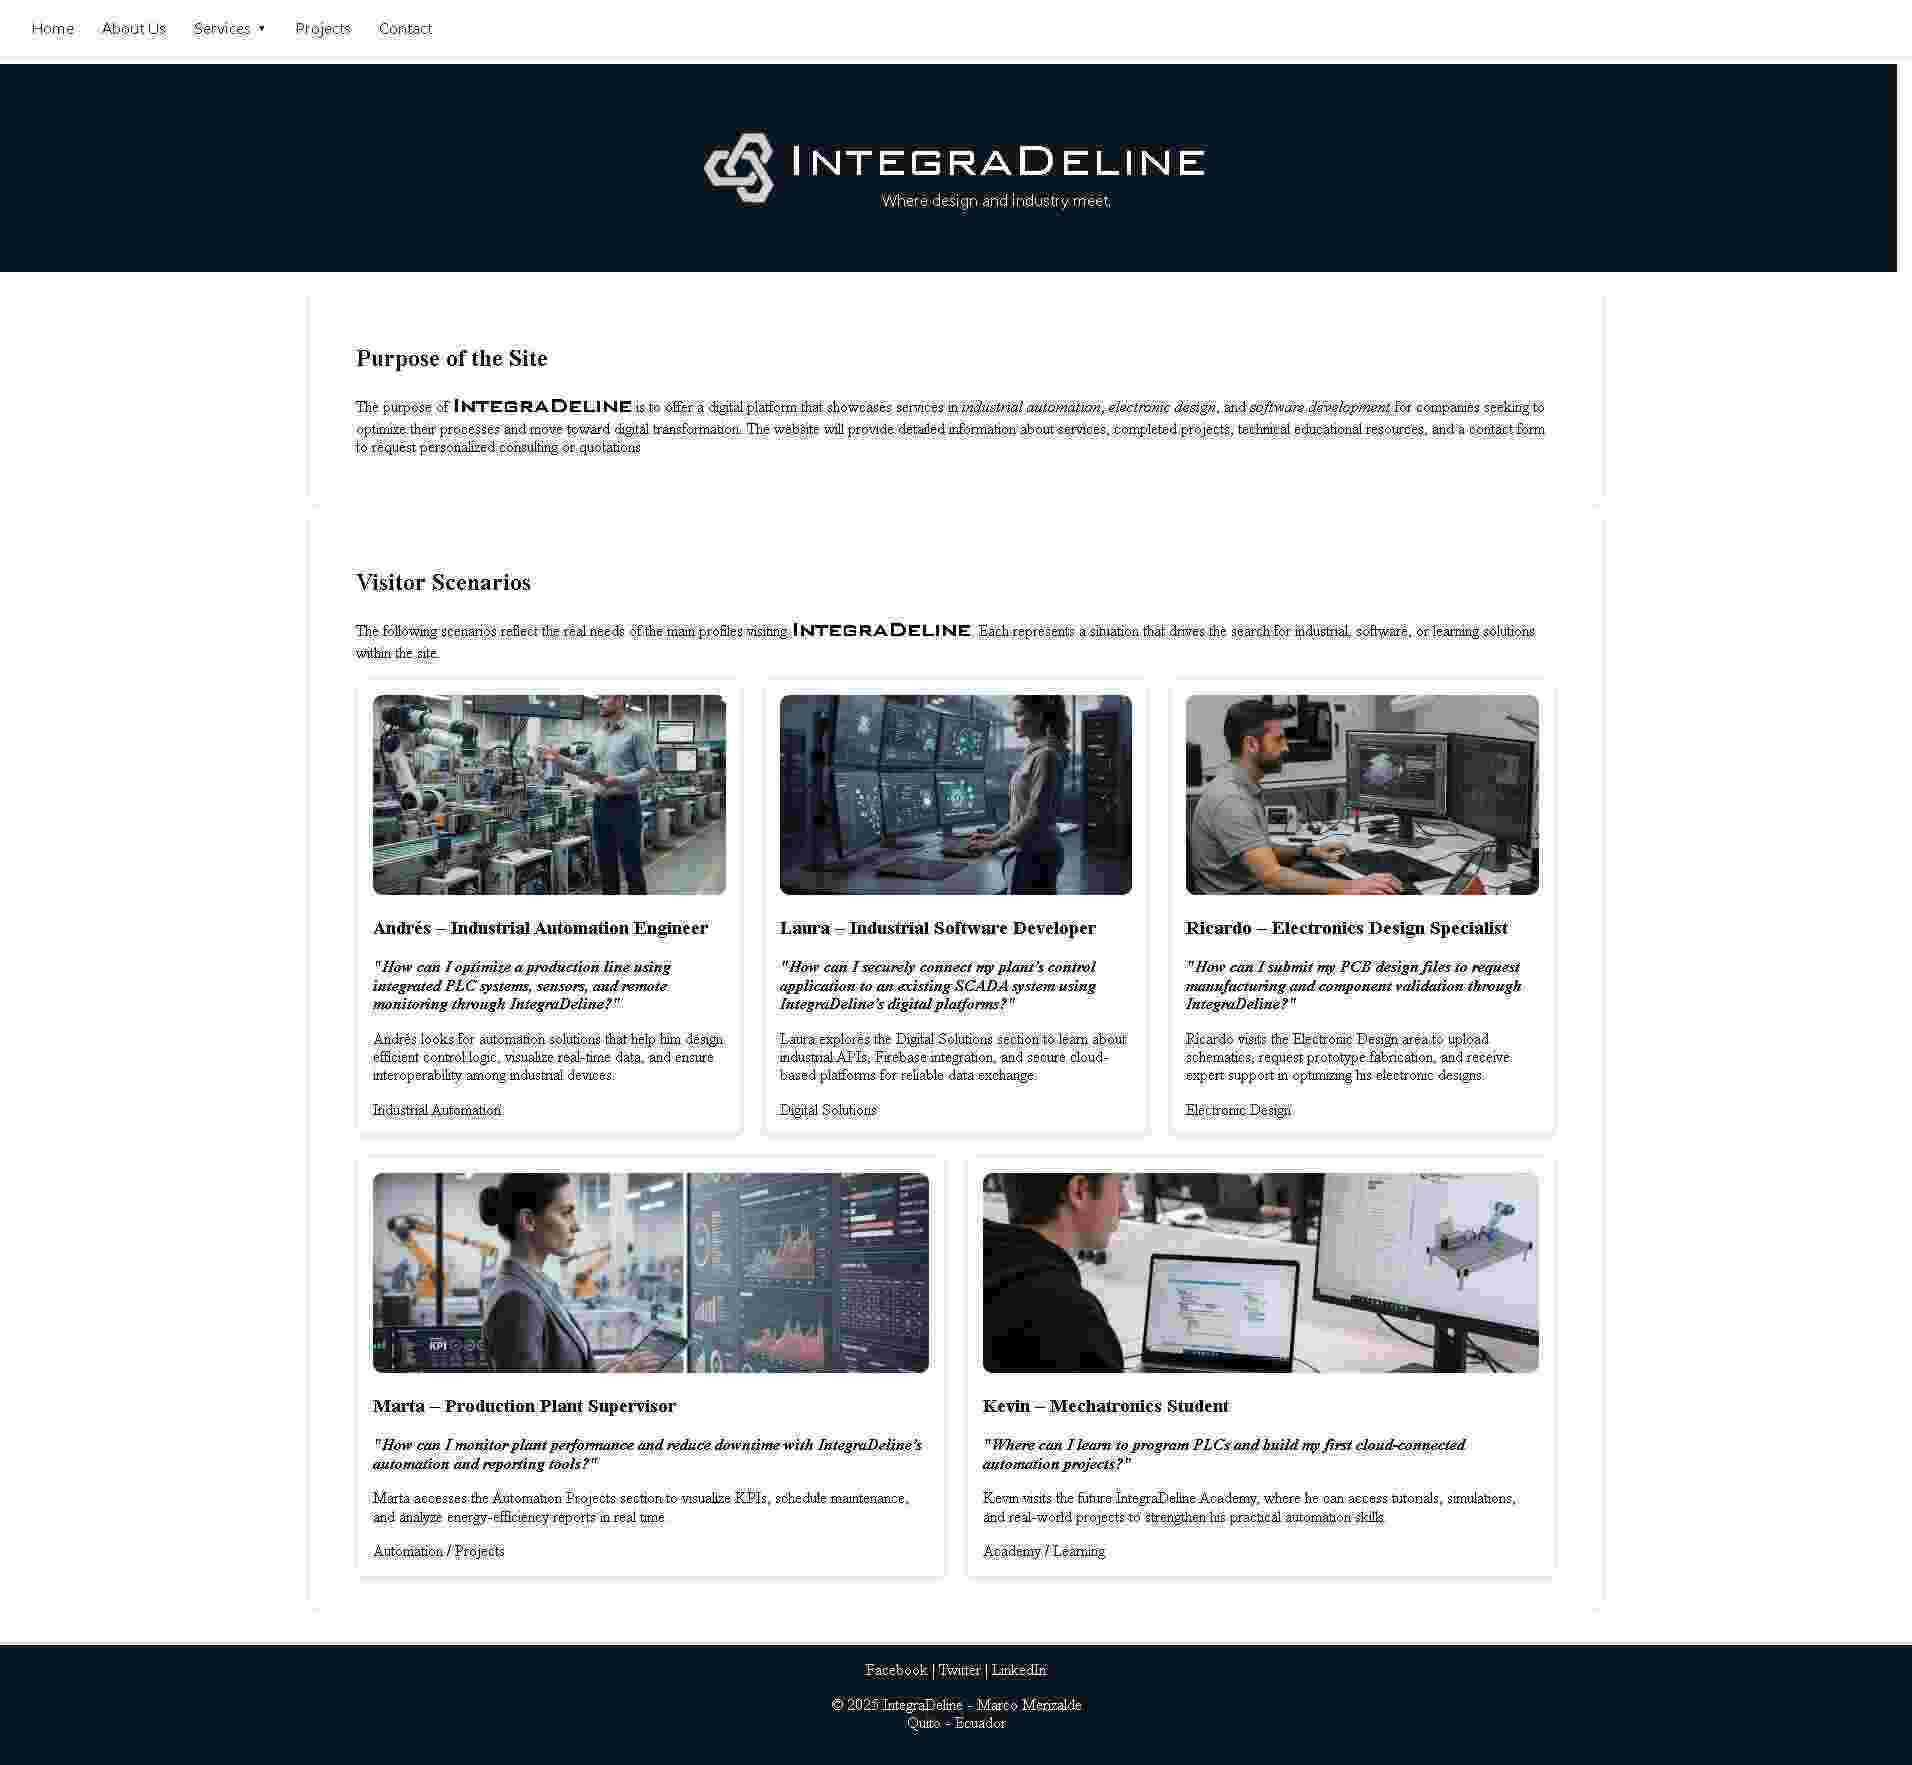 Home About Us Services ▼ Projects Contact
INTEGRADELINE
Where design and industry meet.
Purpose of the Site
The purpose of INTEGRADELINE is to offer a digital platform that showcases services in industrial automation, electronic design, and software development for companies seeking to
optimize their processes and move toward digital transformation. The website will provide detailed information about services, completed projects, technical educational resources, and a contact form
to request personalized consulting or quotations
Visitor Scenarios
The following scenarios reflect the real needs of the main profiles visiting INTEGRADELINE. Each represents a situation that drives the search for industrial, software, or learning solutions
within the site.
Andrés – Industrial Automation Engineer
"How can I optimize a production line using
integrated PLC systems, sensors, and remote
monitoring through IntegraDeline?"
Andrés looks for automation solutions that help him design
efficient control logic, visualize real-time data, and ensure
interoperability among industrial devices.
Industrial Automation
Laura – Industrial Software Developer
"How can I securely connect my plant's control
application to an existing SCADA system using
IntegraDeline's digital platforms?"
Laura explores the Digital Solutions section to learn about
industrial APIs, Firebase integration, and secure cloud-
based platforms for reliable data exchange.
Digital Solutions
Ricardo – Electronics Design Specialist
"How can I submit my PCB design files to request
manufacturing and component validation through
IntegraDeline?"
Ricardo visits the Electronic Design area to upload
schematics, request prototype fabrication, and receive
expert support in optimizing his electronic designs.
Electronic Design
KPI
Marta – Production Plant Supervisor
"How can I monitor plant performance and reduce downtime with IntegraDeline's
automation and reporting tools?"
Marta accesses the Automation Projects section to visualize KPIs, schedule maintenance,
and analyze energy-efficiency reports in real time.
Automation / Projects
Kevin – Mechatronics Student
"Where can I learn to program PLCs and build my first cloud-connected
automation projects?"
Kevin visits the future IntegraDeline Academy, where he can access tutorials, simulations,
and real-world projects to strengthen his practical automation skills.
Academy / Learning
Facebook | Twitter | LinkedIn
© 2025 IntegraDeline - Marco Menzalde
Quito - Ecuador